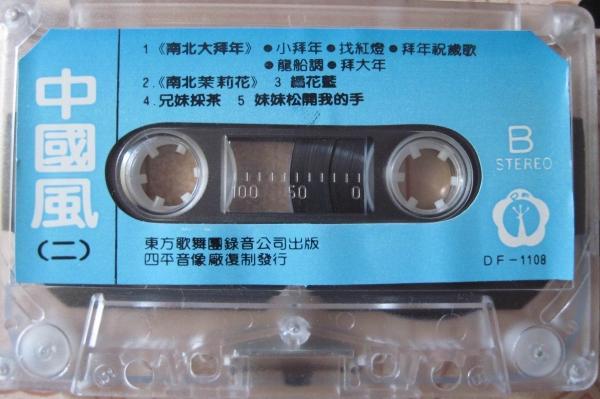 1 《南北大拜年》 ●小拜年 ●找紅燈 ●拜年祝歲歌
●龍船調 ●拜大年
2.《南北茉莉花》 3 編花藍
4.兄妹採茶 5 妹妹松開我的手
中國風
(二)
B
STEREO
100 50 0
東方歌舞團錄音公司出版
四平音像廠復制發行
DF-1108